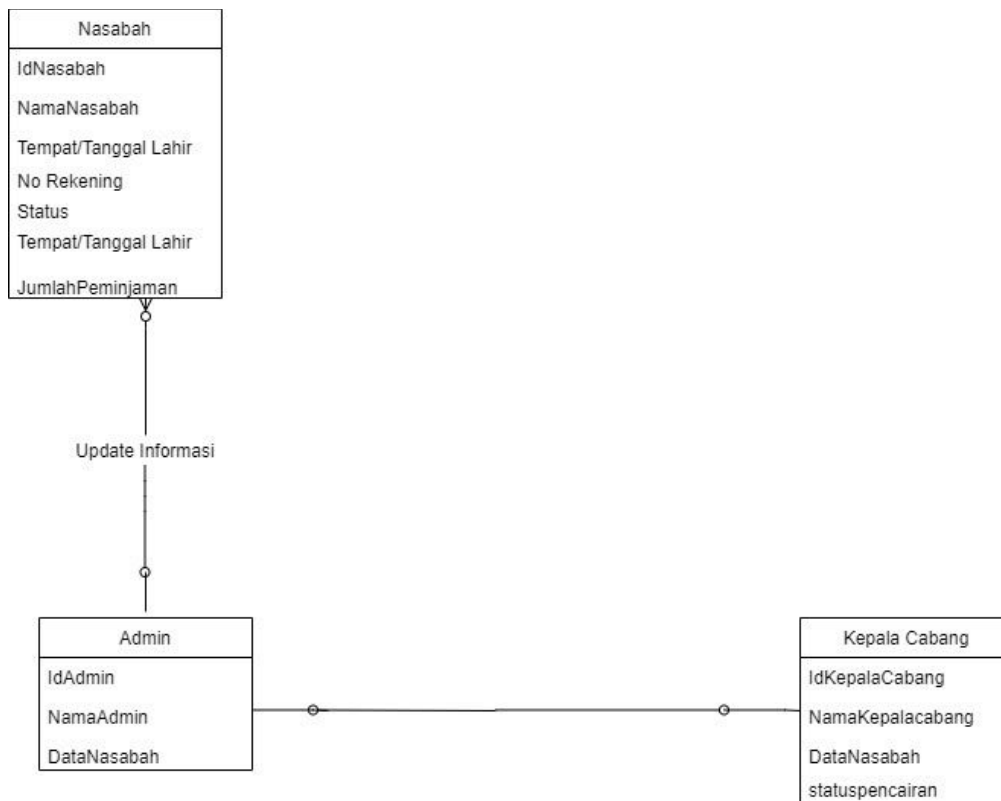 Nasabah
IdNasabah
NamaNasabah
Tempat/Tanggal Lahir
No Rekening
Status
Tempat/Tanggal Lahir
JumlahPeminjaman
Update Informasi
Admin
IdAdmin
NamaAdmin
DataNasabah
Kepala Cabang
IdKepalaCabang
NamaKepalacabang
DataNasabah
statuspencairan